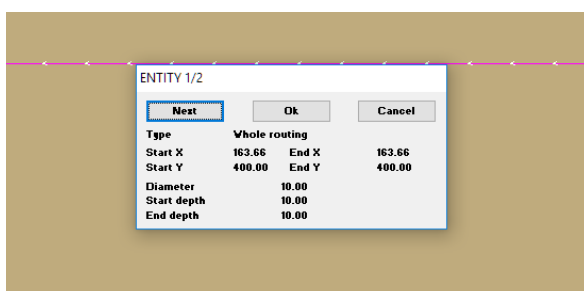 ENTITY 1/2
Next Ok Cancel
Type Whole routing
Start X 163.66 End X 163.66
Start Y 400.00 End Y 400.00
Diameter 10.00
Start depth 10.00
End depth 10.00